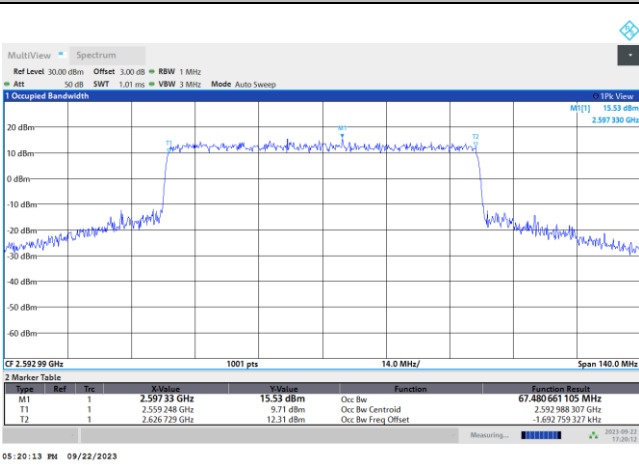 MultiView Spectrum
Ref Level 30.00 dBm Offset 3.00 dB RBW 1 MHz
Att 50 dB SWT 1.01 ms VBW 3 MHz Mode Auto Sweep
1 Occupied Bandwidth 1Pk View
M1[1] 15.53 dBm
2.597 330 GHz
M1
T1
T2
20 dBm
10 dBm
0 dBm
-10 dBm
-20 dBm
-30 dBm
-40 dBm
-50 dBm
-60 dBm
CF 2.592 99 GHz 1001 pts 14.0 MHz/ Span 140.0 MHz
2 Marker Table
Type Ref Trc X-Value Y-Value Function Function Result
M1 1 2.597 33 GHz 15.53 dBm Occ Bw 67.480 661 105 MHz
T1 1 2.559 248 GHz 9.71 dBm Occ Bw Centroid 2.592 988 307 GHz
T2 1 2.626 729 GHz 12.31 dBm Occ Bw Freq Offset -1.692 759 327 kHz
Measuring... 2023-09-22
17:20:12
05:20:13 PM 09/22/2023